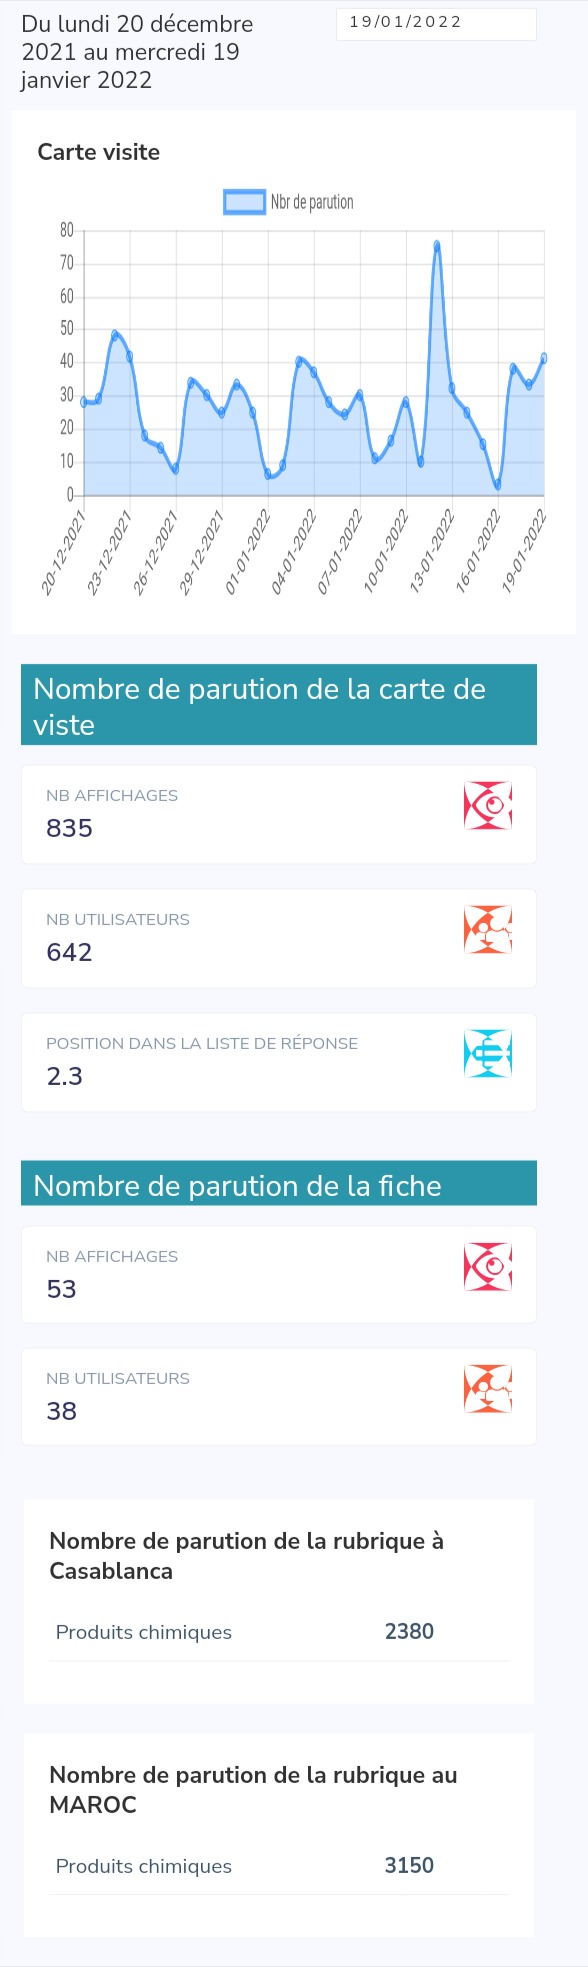 Du lundi 20 décembre
2021 au mercredi 19
janvier 2022
19/01/2022
Carte visite
Nbr de parution
80
70
60
50
40
30
20
10
0
20-12-2021
23-12-2021
26-12-2021
29-12-2021
01-01-2022
04-01-2022
07-01-2022
10-01-2022
13-01-2022
16-01-2022
19-01-2022
Nombre de parution de la carte de
viste
NB AFFICHAGES
835
NB UTILISATEURS
642
POSITION DANS LA LISTE DE RÉPONSE
2.3
Nombre de parution de la fiche
NB AFFICHAGES
53
NB UTILISATEURS
38
Nombre de parution de la rubrique à
Casablanca
Produits chimiques 2380
Nombre de parution de la rubrique au
MAROC
Produits chimiques 3150